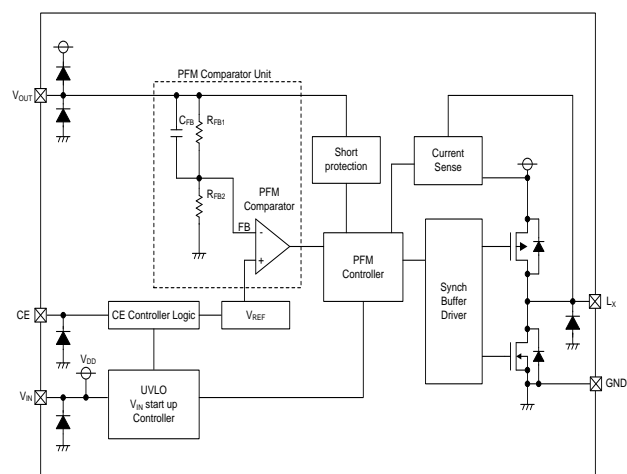 PFM Comparator Unit
VOUT
CFB
RFB1
RFB2
Short
protection
Current
Sense
PFM
Comparator
FB
-
+
PFM
Controller
Synch
Buffer
Driver
CE
CE Controller Logic
VREF
LX
VDD
VIN
UVLO
VIN start up
Controller
GND